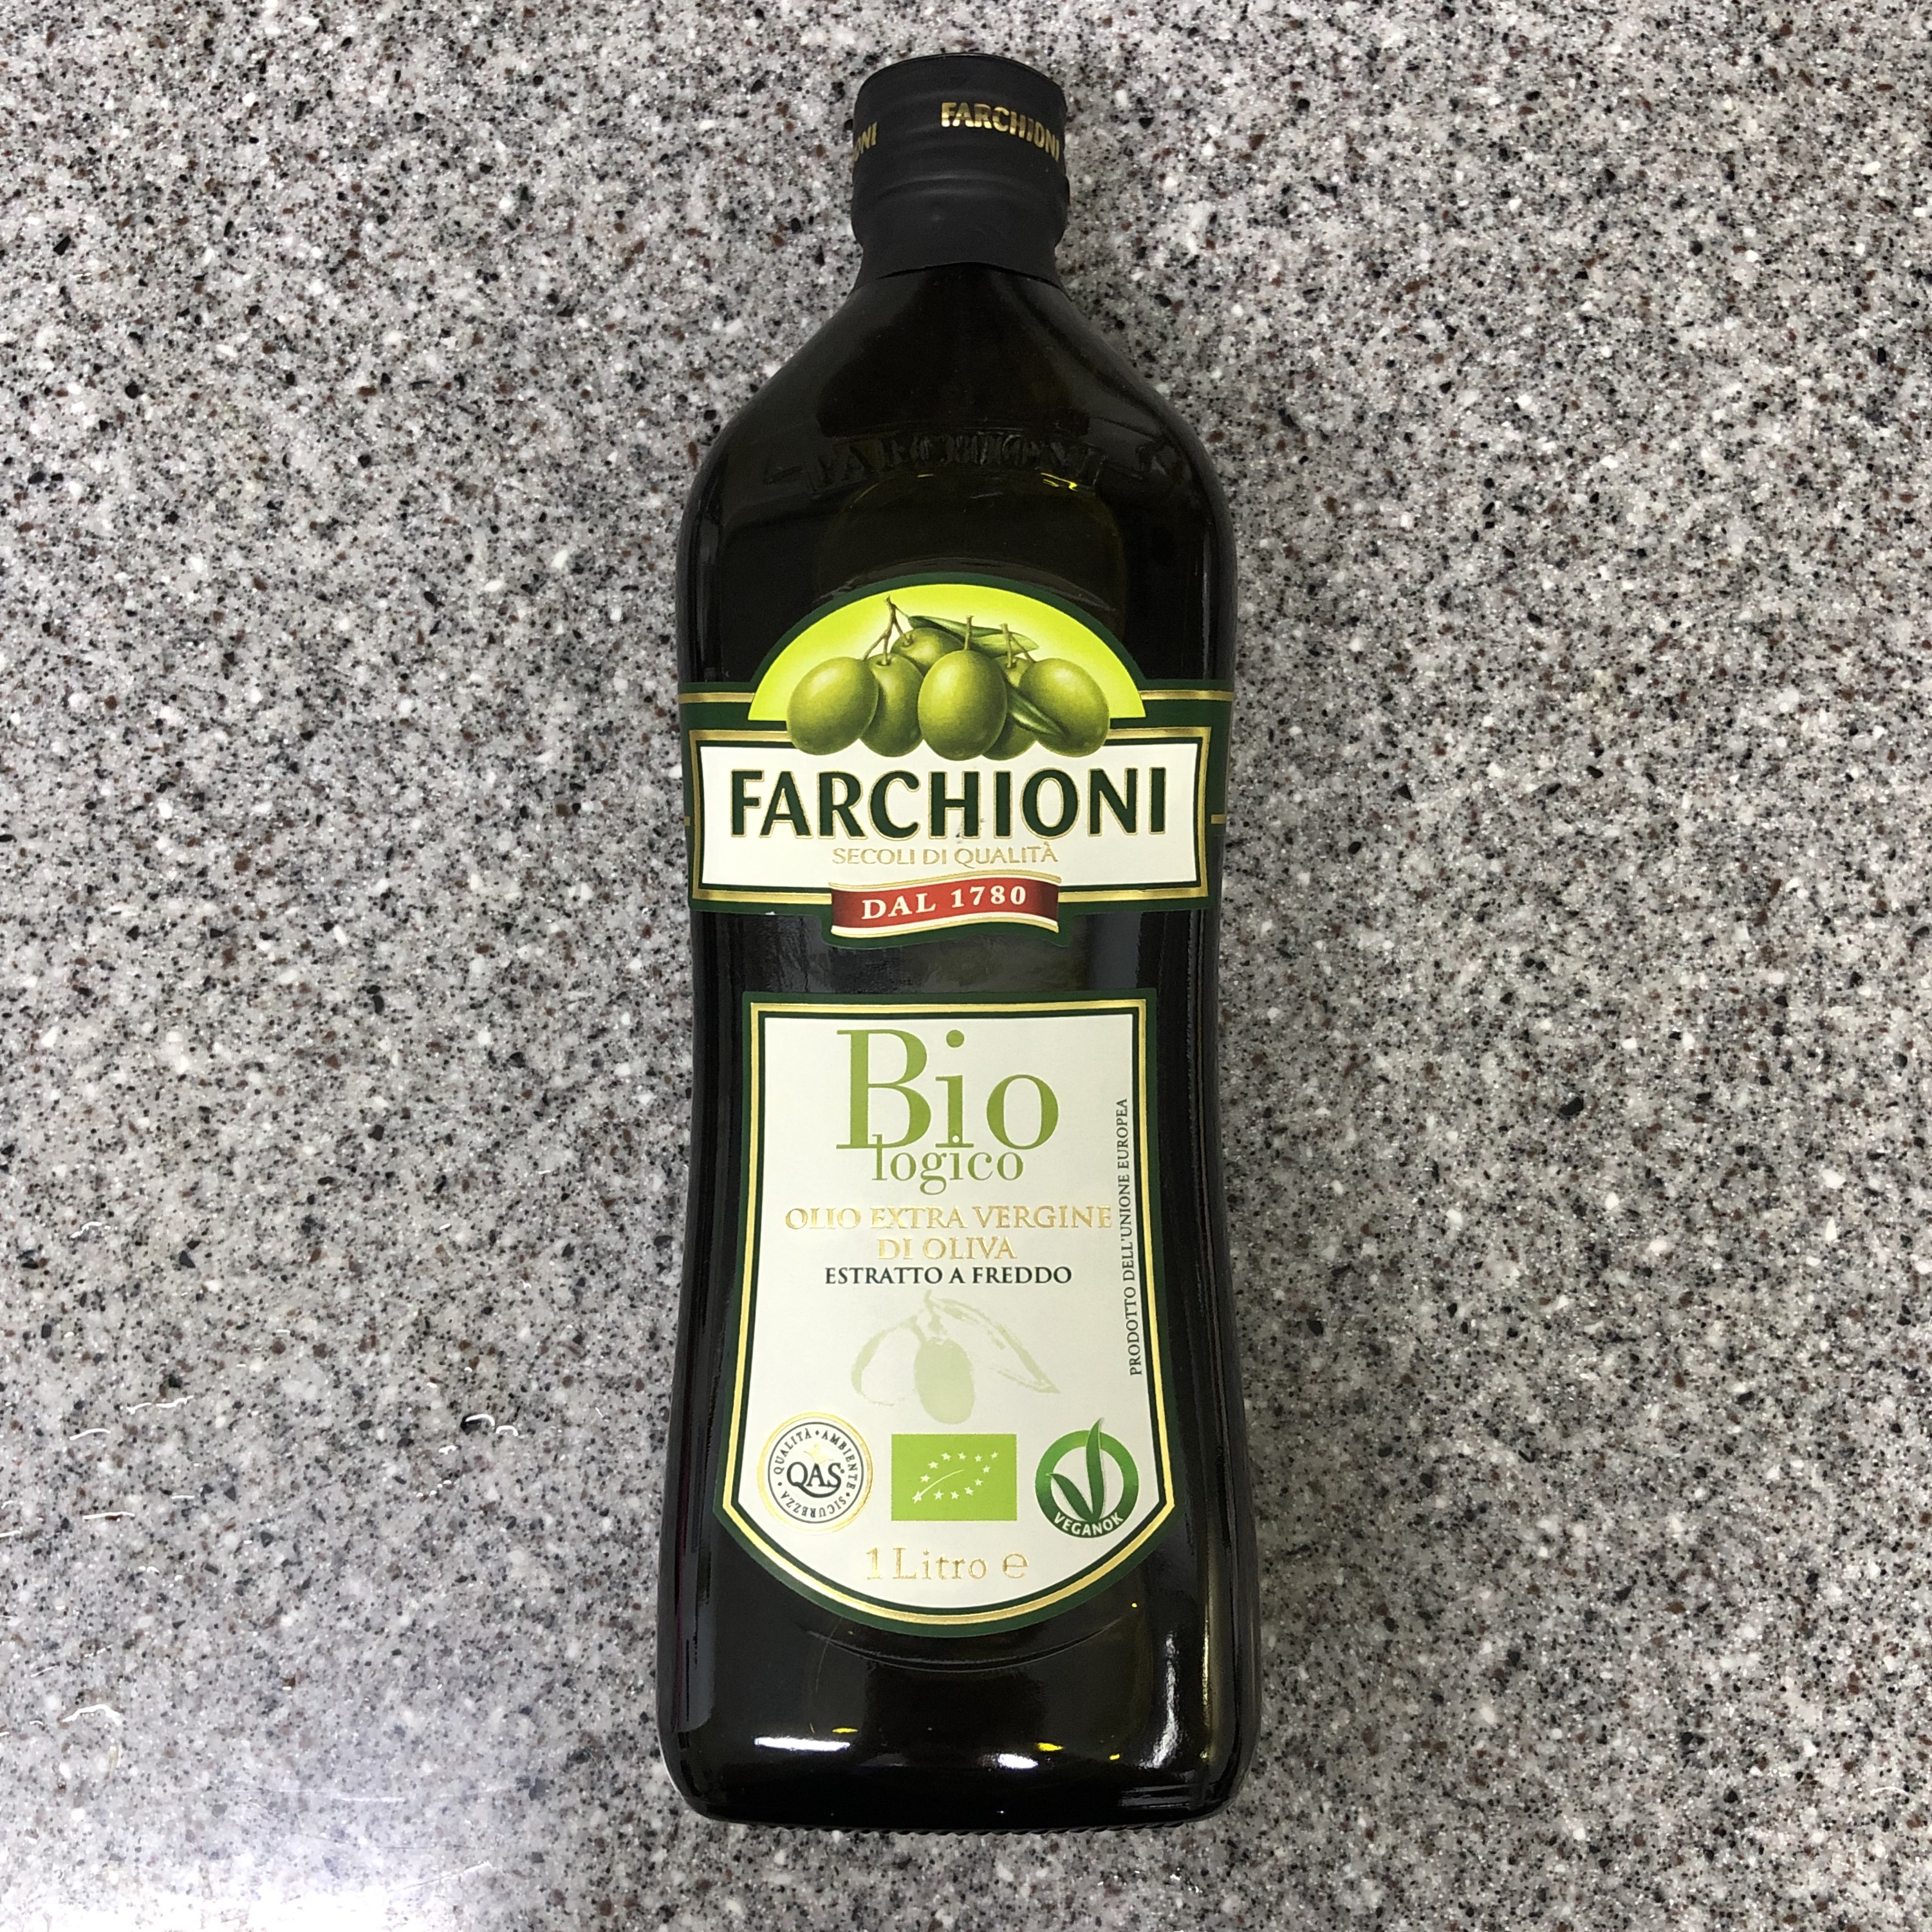 FARCHIONI
FARCHIONI
FARCHIONI
SECOLI DI QUALITÀ
DAL 1780
Bio
logico
OLIO EXTRA VERGINE
DI OLIVA
ESTRATTO A FREDDO
PRODOTTO DELL'UNIONE EUROPEA
QUALITÀ • AMBIENTE • SICUREZZA •
QAS
VEGANOK
1 Litro ℮